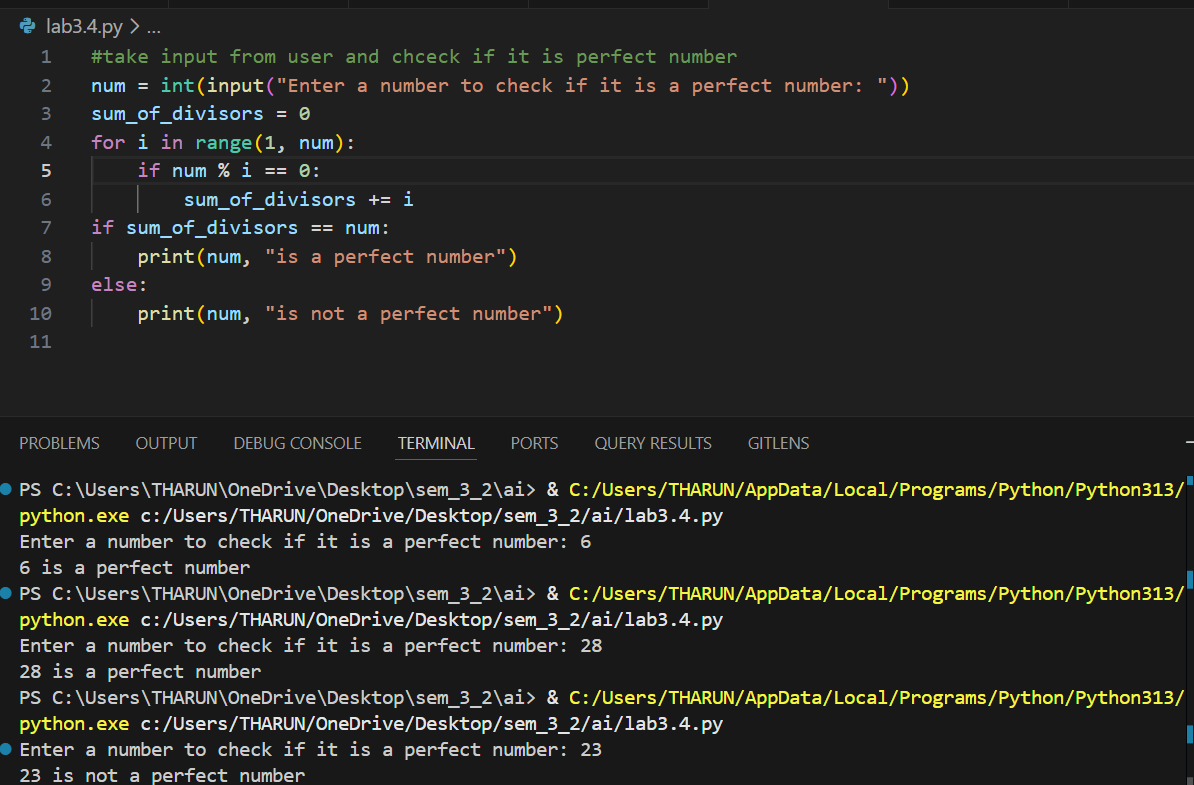 lab3.4.py > ...
1 #take input from user and chceck if it is perfect number
2 num = int(input("Enter a number to check if it is a perfect number: "))
3 sum_of_divisors = 0
4 for i in range(1, num):
5     if num % i == 0:
6         sum_of_divisors += i
7 if sum_of_divisors == num:
8     print(num, "is a perfect number")
9 else:
10     print(num, "is not a perfect number")
11
PROBLEMS OUTPUT DEBUG CONSOLE TERMINAL PORTS QUERY RESULTS GITLENS
PS C:\Users\THARUN\OneDrive\Desktop\sem_3_2\ai> & C:/Users/THARUN/AppData/Local/Programs/Python/Python313/
python.exe c:/Users/THARUN/OneDrive/Desktop/sem_3_2/ai/lab3.4.py
Enter a number to check if it is a perfect number: 6
6 is a perfect number
PS C:\Users\THARUN\OneDrive\Desktop\sem_3_2\ai> & C:/Users/THARUN/AppData/Local/Programs/Python/Python313/
python.exe c:/Users/THARUN/OneDrive/Desktop/sem_3_2/ai/lab3.4.py
Enter a number to check if it is a perfect number: 28
28 is a perfect number
PS C:\Users\THARUN\OneDrive\Desktop\sem_3_2\ai> & C:/Users/THARUN/AppData/Local/Programs/Python/Python313/
python.exe c:/Users/THARUN/OneDrive/Desktop/sem_3_2/ai/lab3.4.py
Enter a number to check if it is a perfect number: 23
23 is not a perfect number